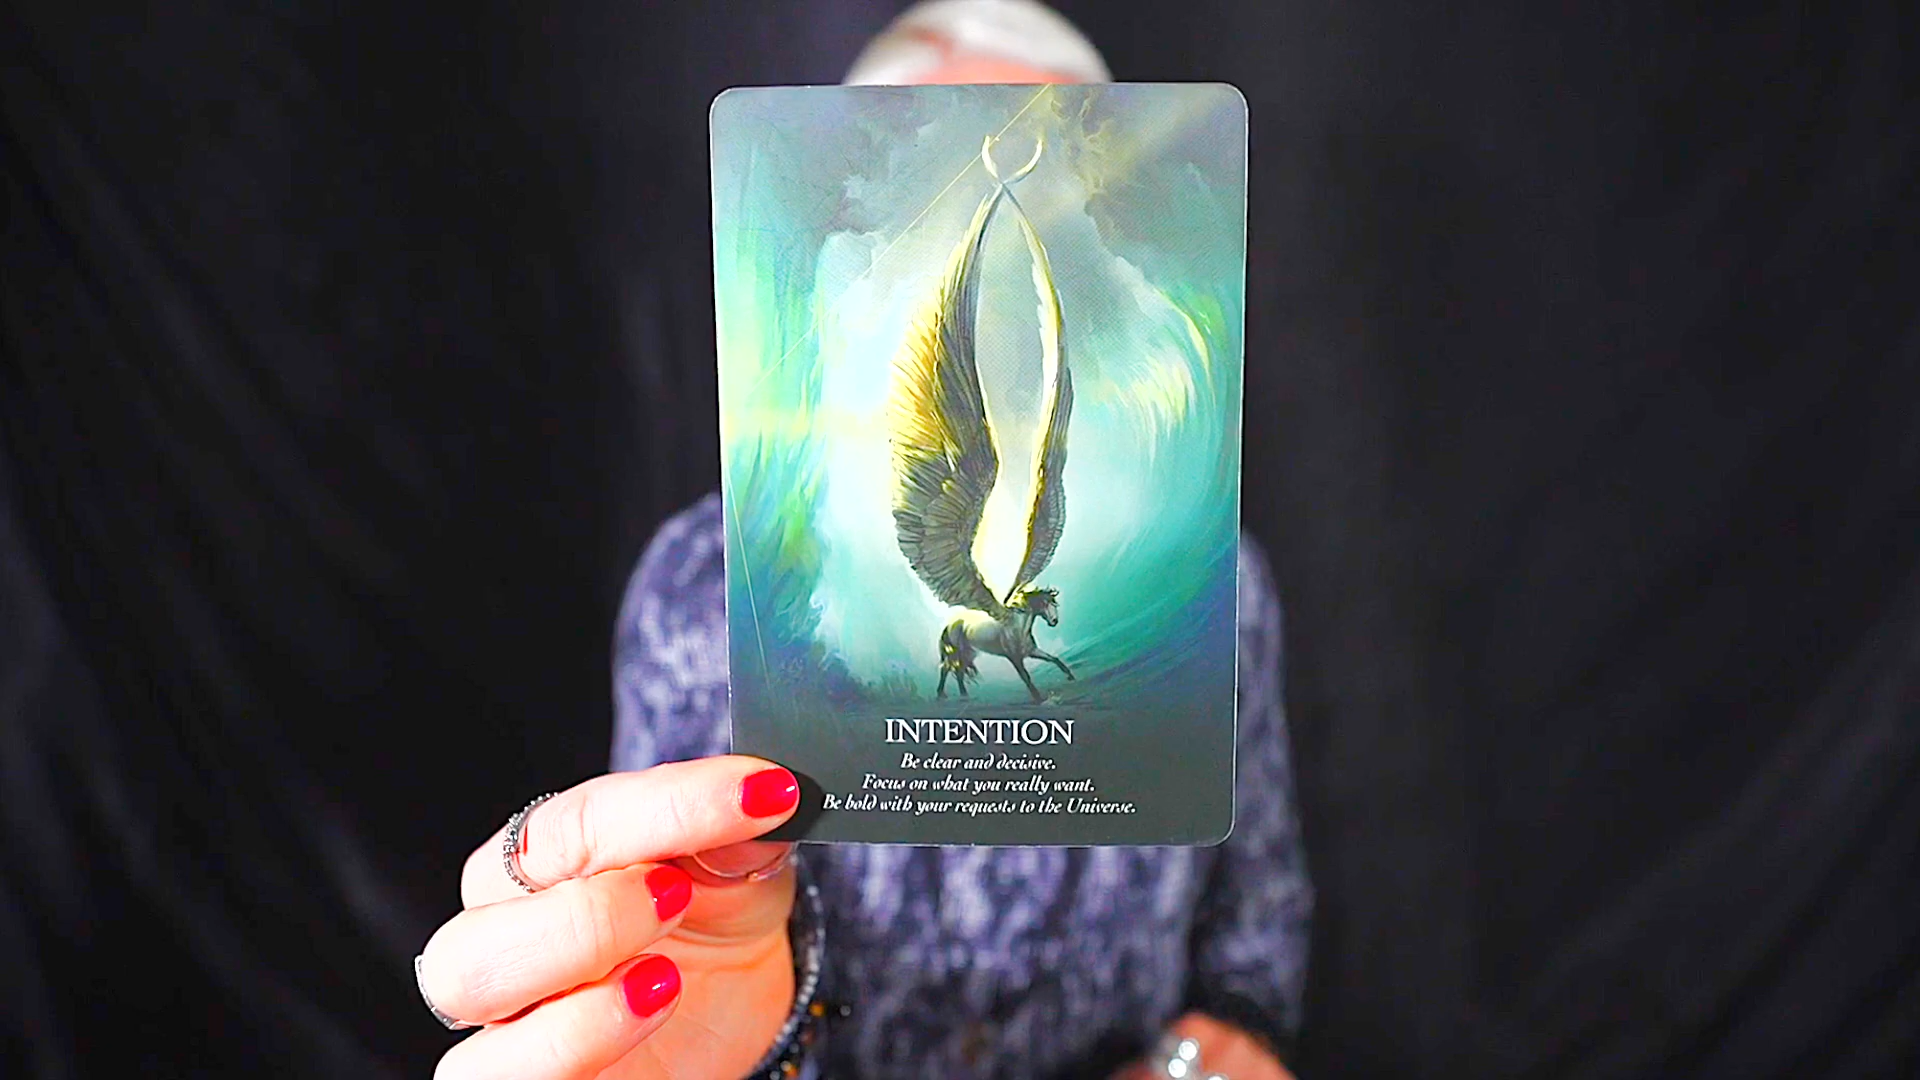 INTENTION
Be clear and decisive.
Focus on what you really want.
Be bold with your requests to the Universe.